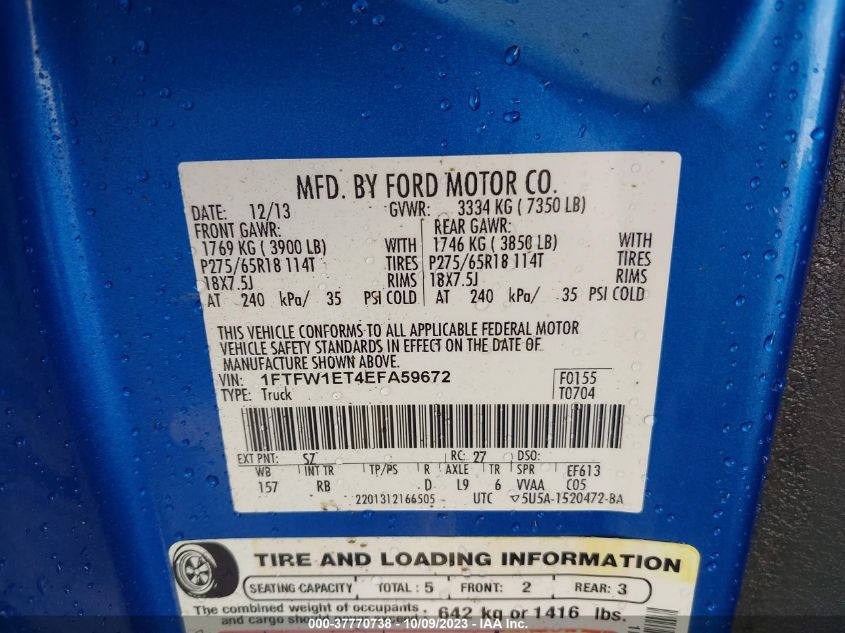 MFD. BY FORD MOTOR CO.
DATE: 12/13 GVWR: 3334 KG ( 7350 LB)
FRONT GAWR: REAR GAWR:
1769 KG ( 3900 LB) WITH 1746 KG ( 3850 LB) WITH
P275/65R18 114T TIRES P275/65R18 114T TIRES
18X7.5J RIMS 18X7.5J RIMS
AT 240 kPa/ 35 PSI COLD AT 240 kPa/ 35 PSI COLD
THIS VEHICLE CONFORMS TO ALL APPLICABLE FEDERAL MOTOR
VEHICLE SAFETY STANDARDS IN EFFECT ON THE DATE OF
MANUFACTURE SHOWN ABOVE.
VIN: 1FTFW1ET4EFA59672 F0155
TYPE: Truck T0704
EXT PNT: SZ RC: 27 DSO:
WB INT TR TP/PS R AXLE TR SPR EF613
157 RB D L9 6 VVAA C05
2201312166505 UTC ▽5U5A-1520472-BA
TIRE AND LOADING INFORMATION
SEATING CAPACITY TOTAL: 5 FRONT: 2 REAR: 3
The combined weight of occupants
and cargo 642 kg or 1416 lbs.
000-37770738 - 10/09/2023 - IAA Inc.